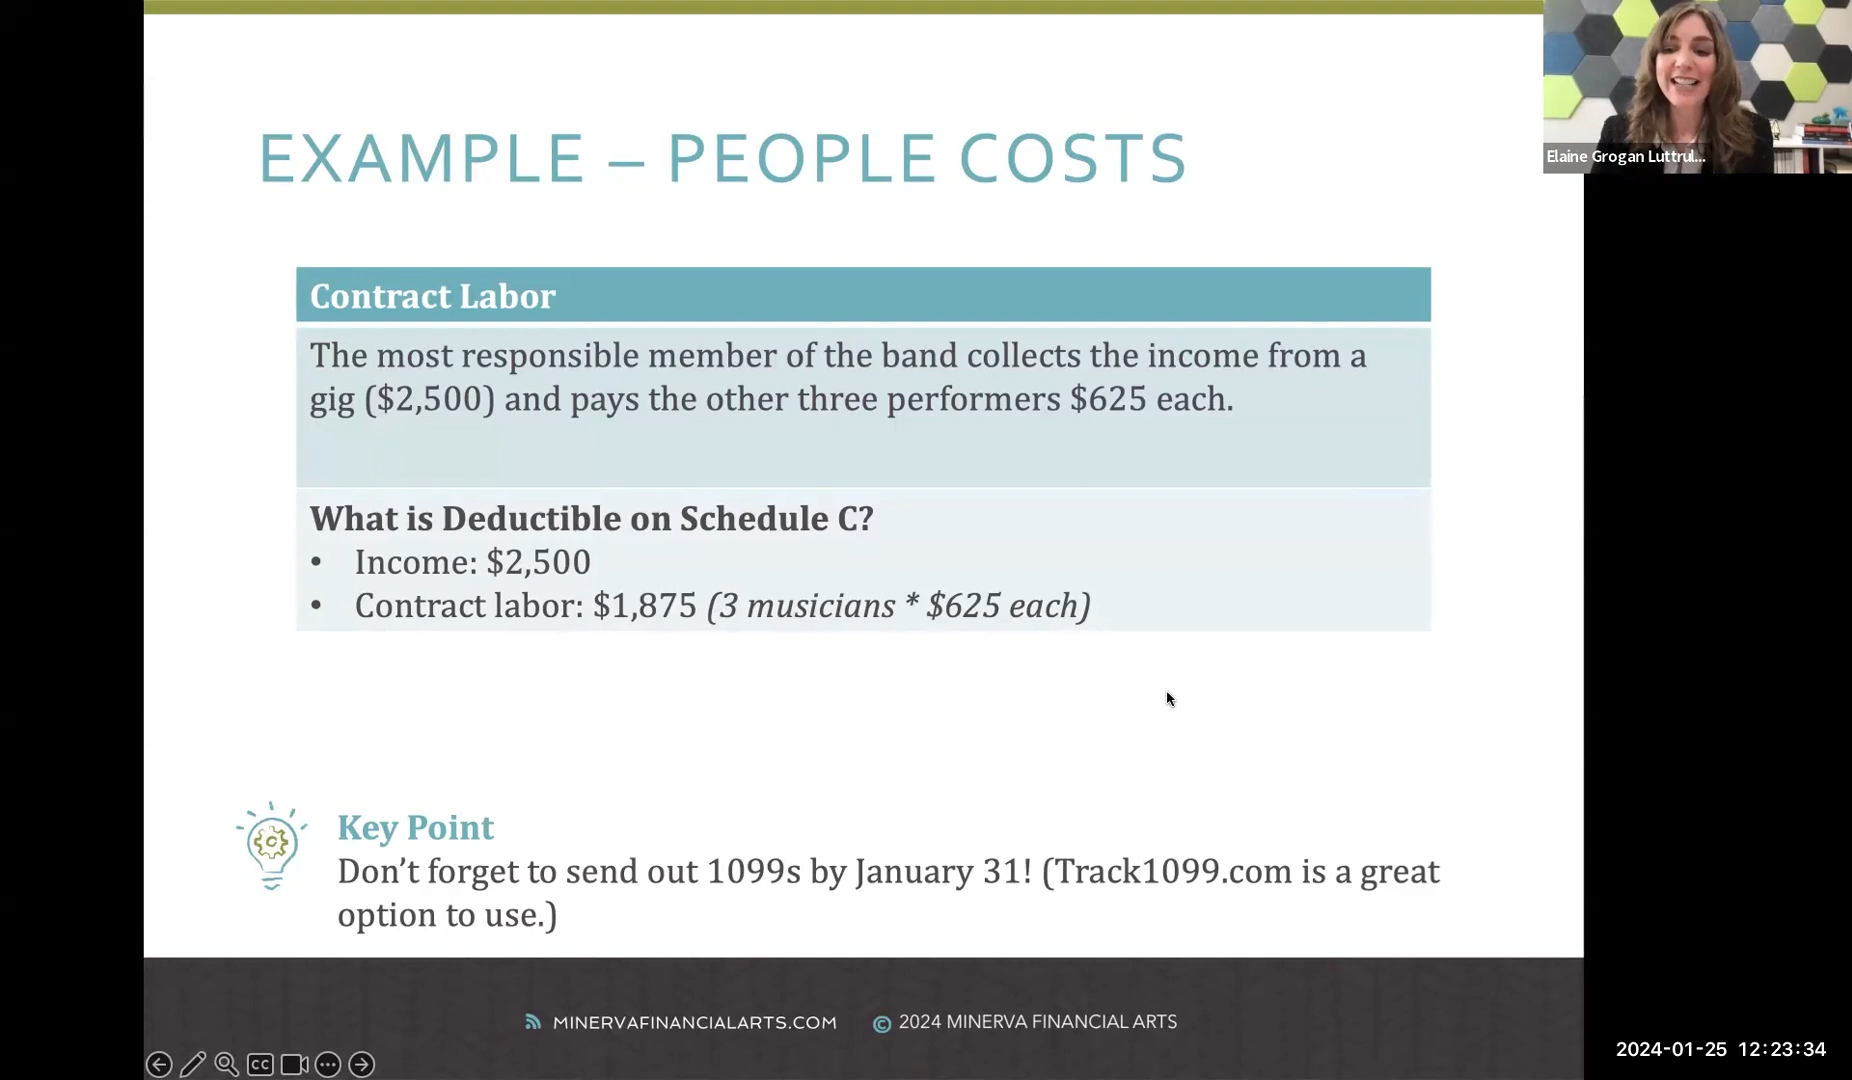 EXAMPLE – PEOPLE COSTS
Elaine Grogan Luttrul...
Contract Labor
The most responsible member of the band collects the income from a
gig ($2,500) and pays the other three performers $625 each.
What is Deductible on Schedule C?
• Income: $2,500
• Contract labor: $1,875 (3 musicians * $625 each)
Key Point
Don’t forget to send out 1099s by January 31! (Track1099.com is a great
option to use.)
MINERVAFINANCIALARTS.COM © 2024 MINERVA FINANCIAL ARTS
CC
2024-01-25 12:23:34